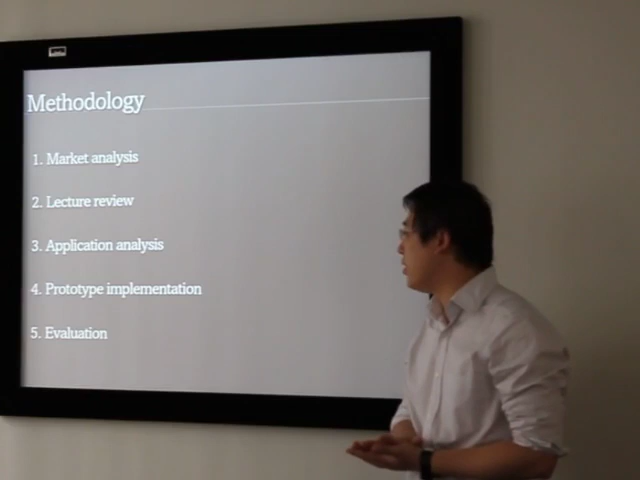 Methodology
1. Market analysis
2. Lecture review
3. Application analysis
4. Prototype implementation
5. Evaluation